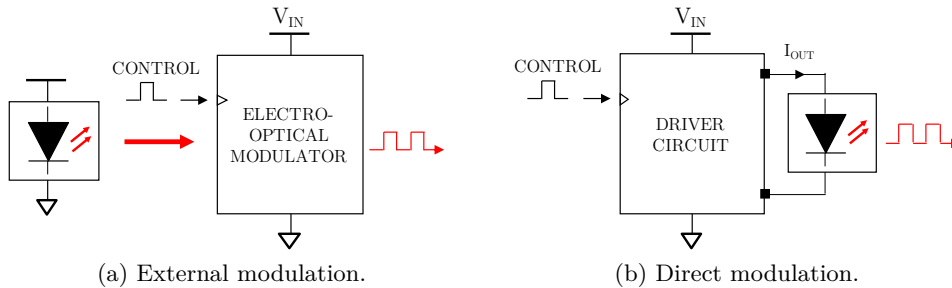 V_IN
CONTROL
ELECTRO-
OPTICAL
MODULATOR
(a) External modulation.
V_IN
CONTROL
I_OUT
DRIVER
CIRCUIT
(b) Direct modulation.